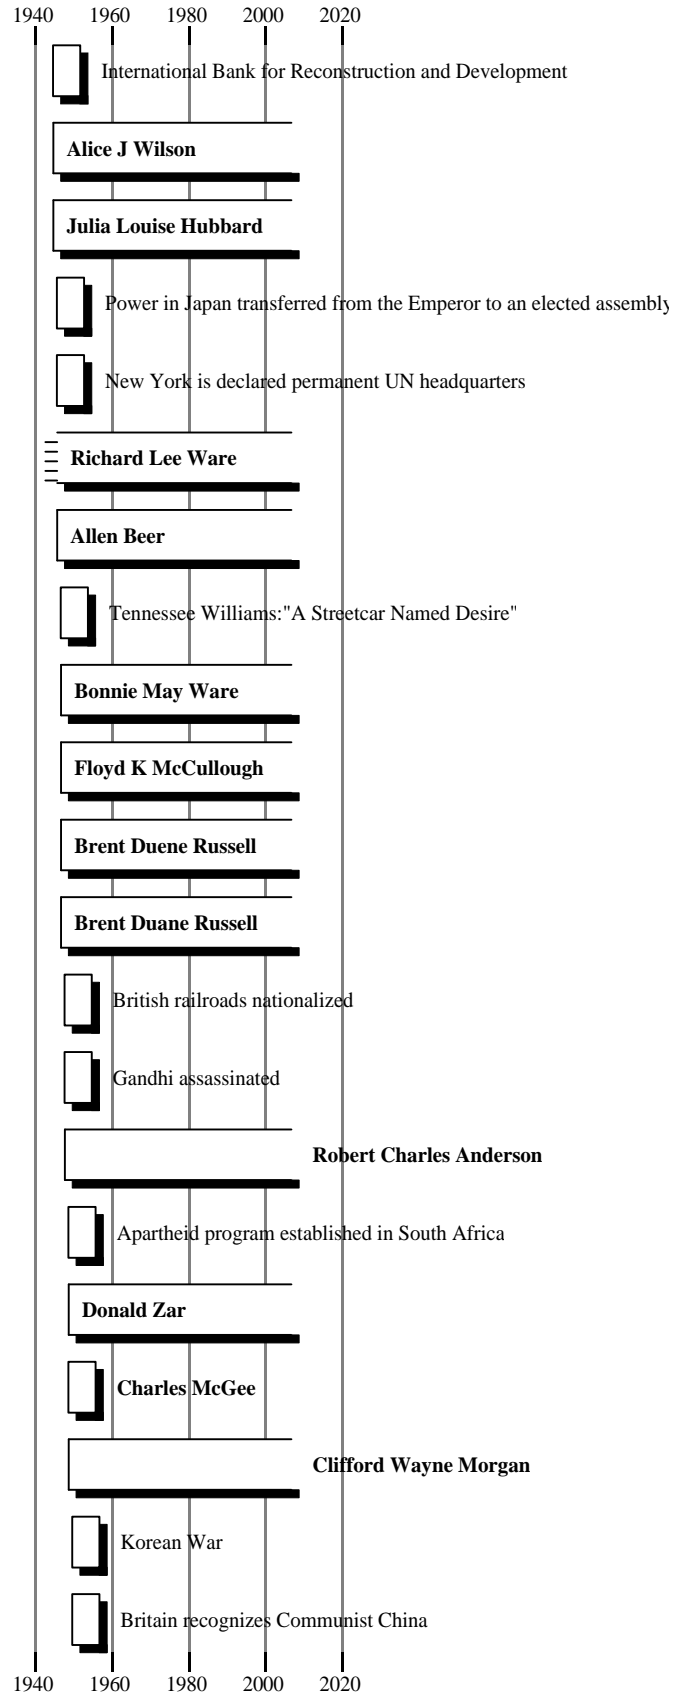 1940 1960 1980 2000 2020
International Bank for Reconstruction and Development
Alice J Wilson
Julia Louise Hubbard
Power in Japan transferred from the Emperor to an elected assembly
New York is declared permanent UN headquarters
Richard Lee Ware
Allen Beer
Tennessee Williams:"A Streetcar Named Desire"
Bonnie May Ware
Floyd K McCullough
Brent Duene Russell
Brent Duane Russell
British railroads nationalized
Gandhi assassinated
Robert Charles Anderson
Apartheid program established in South Africa
Donald Zar
Charles McGee
Clifford Wayne Morgan
Korean War
Britain recognizes Communist China
1940 1960 1980 2000 2020